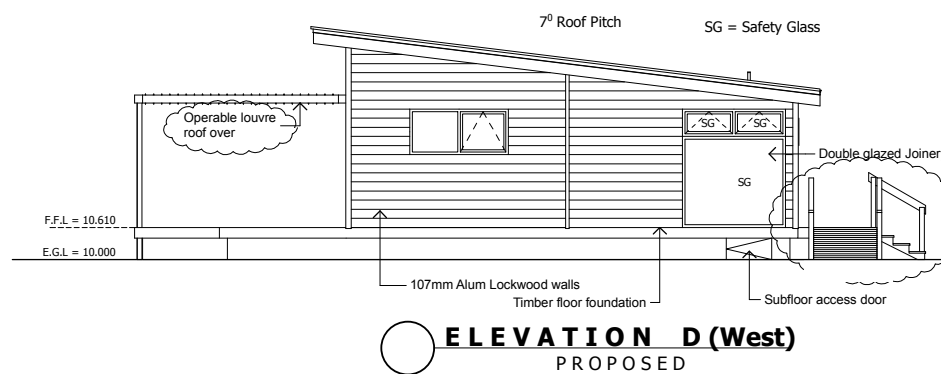 7⁰ Roof Pitch
SG = Safety Glass
Operable louvre
roof over
SG
SG
Double glazed Joiner
SG
F.F.L = 10.610
E.G.L = 10.000
107mm Alum Lockwood walls
Timber floor foundation
Subfloor access door
ELEVATION D (West)
PROPOSED